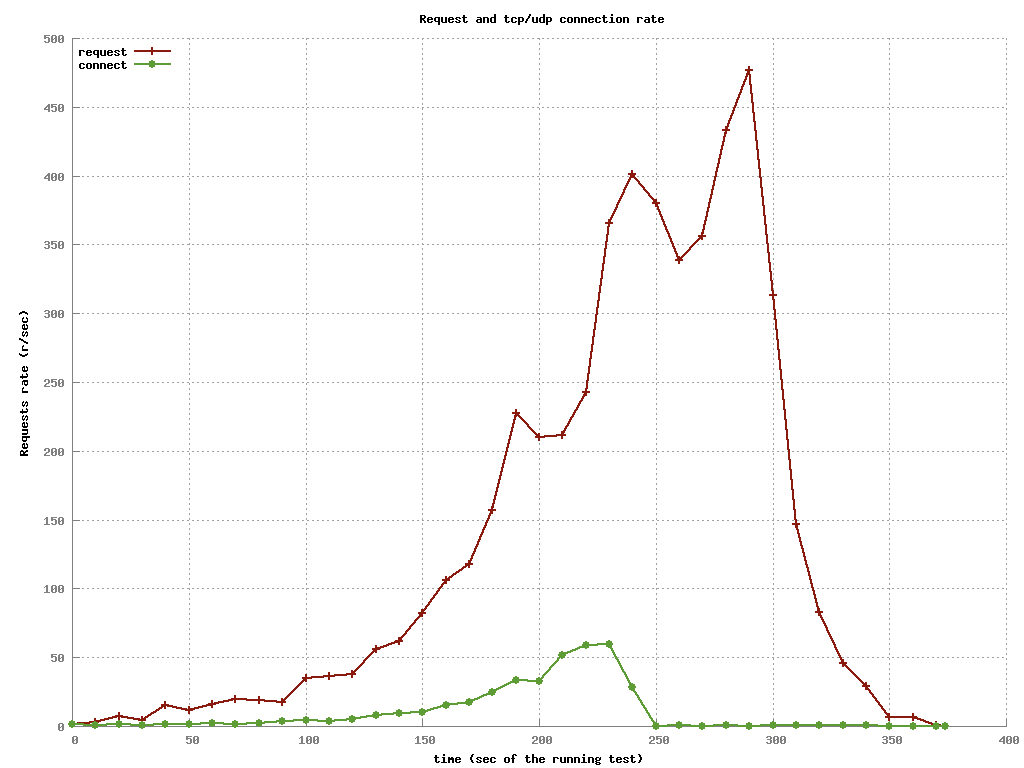 Request and tcp/udp connection rate
request
connect
500
450
400
350
300
250
200
150
100
50
0
Requests rate (r/sec)
0 50 100 150 200 250 300 350 400
time (sec of the running test)